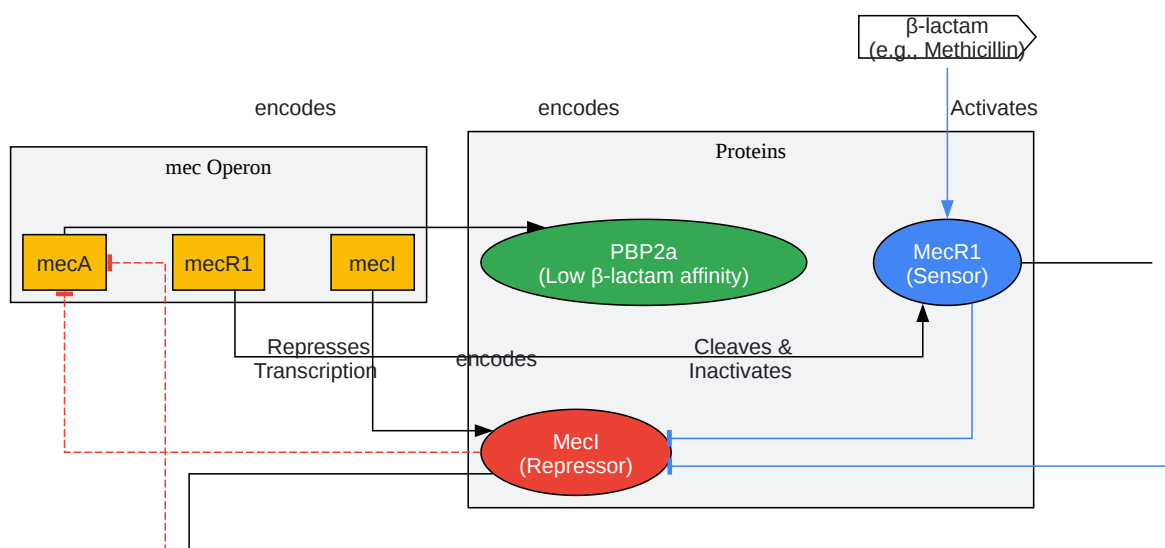 β-lactam
(e.g., Methicillin)
encodes
encodes
Activates
mec Operon
Proteins
mecA
mecR1
mecI
PBP2a
(Low β-lactam affinity)
MecR1
(Sensor)
Represses
Transcription
encodes
Cleaves &
Inactivates
MecI
(Repressor)